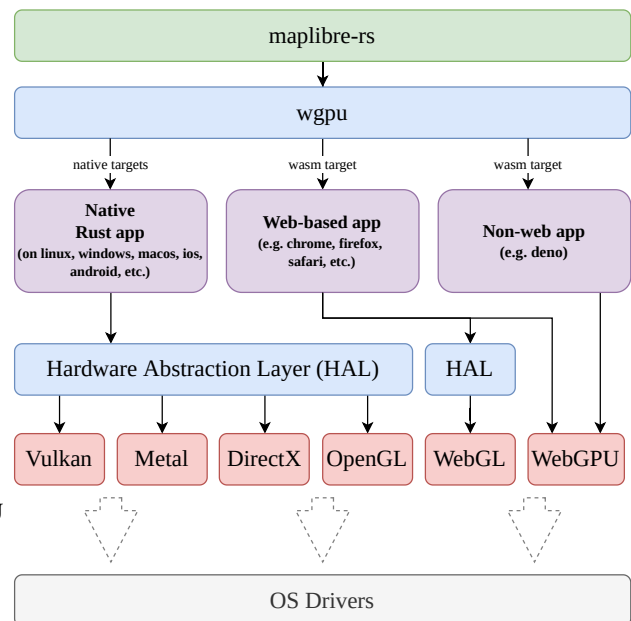 maplibre-rs
wgpu
native targets
wasm target
wasm target
Native
Rust app
(on linux, windows, macos, ios,
android, etc.)
Web-based app
(e.g. chrome, firefox,
safari, etc.)
Non-web app
(e.g. deno)
Hardware Abstraction Layer (HAL)
HAL
Vulkan
Metal
DirectX
OpenGL
WebGL
WebGPU
OS Drivers